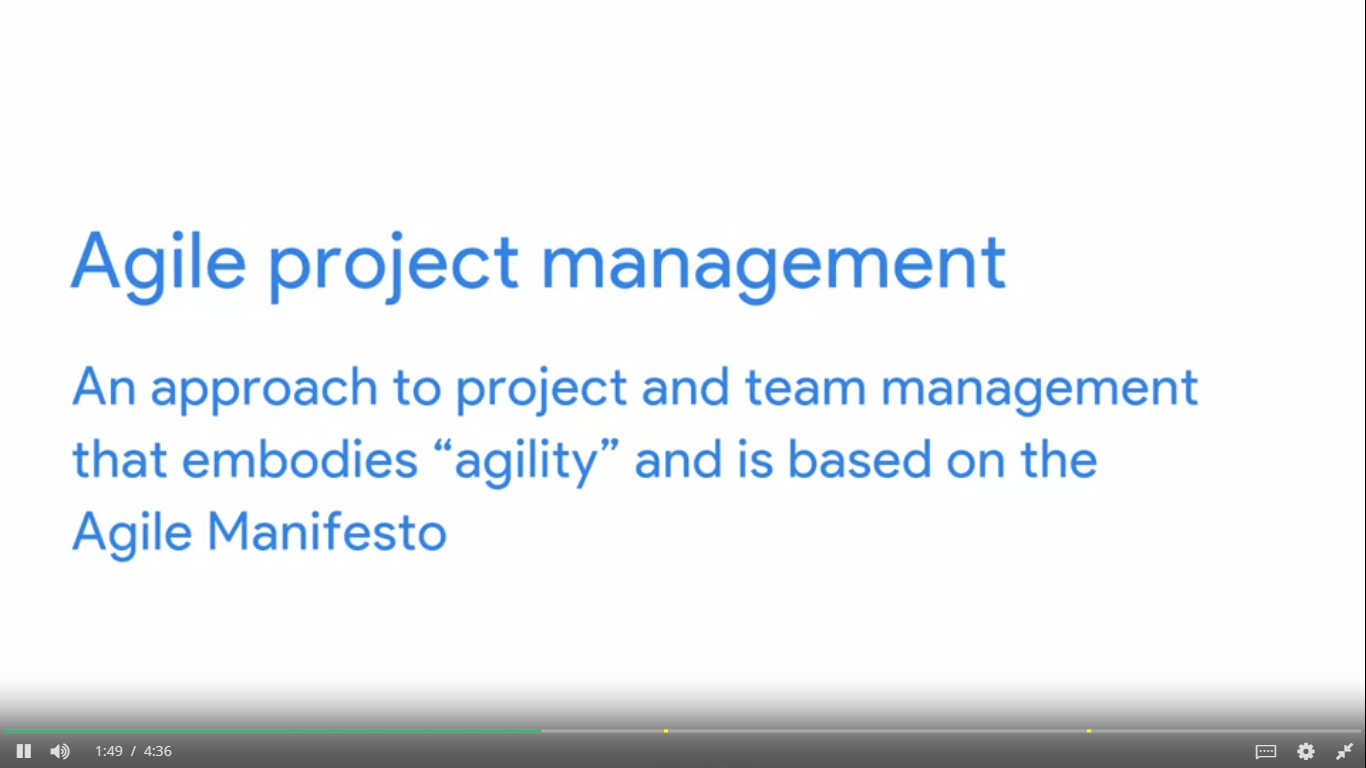 Agile project management
An approach to project and team management
that embodies “agility” and is based on the
Agile Manifesto
1:49 / 4:36